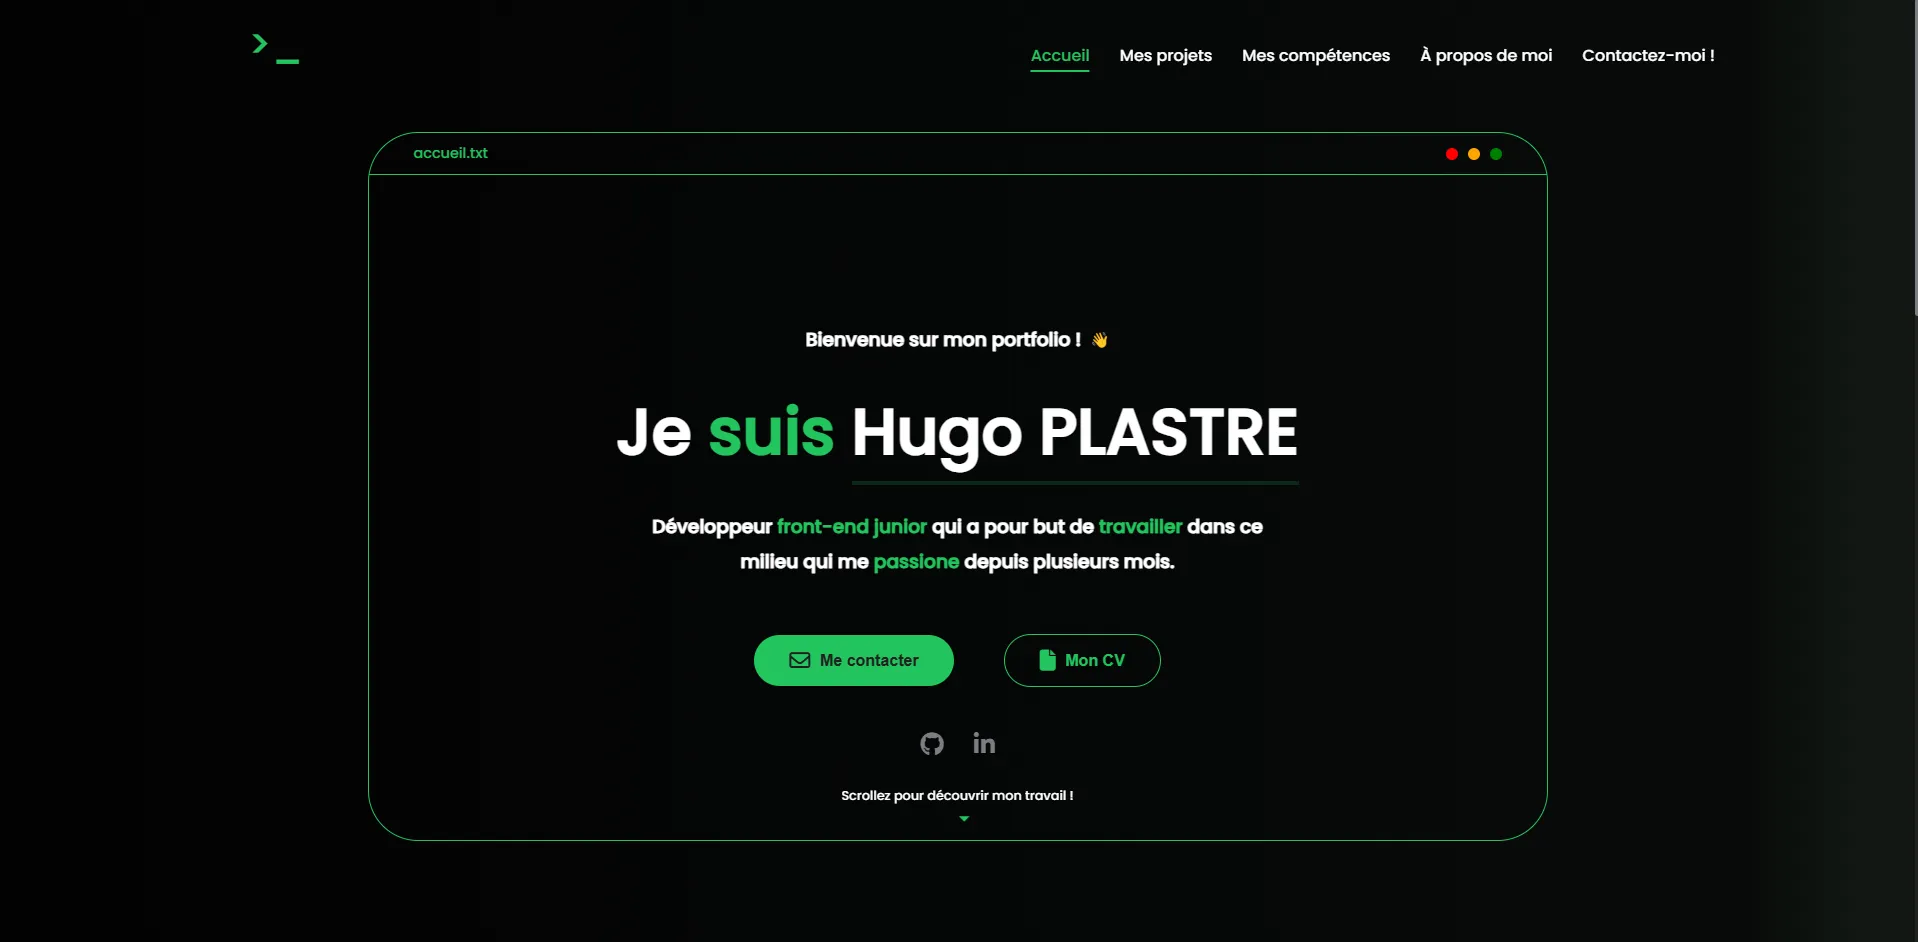 >_
Accueil Mes projets Mes compétences À propos de moi Contactez-moi !
accueil.txt
Bienvenue sur mon portfolio ! 👋
Je suis Hugo PLASTRE
Développeur front-end junior qui a pour but de travailler dans ce
milieu qui me passione depuis plusieurs mois.
Me contacter Mon CV
in
Scrollez pour découvrir mon travail !